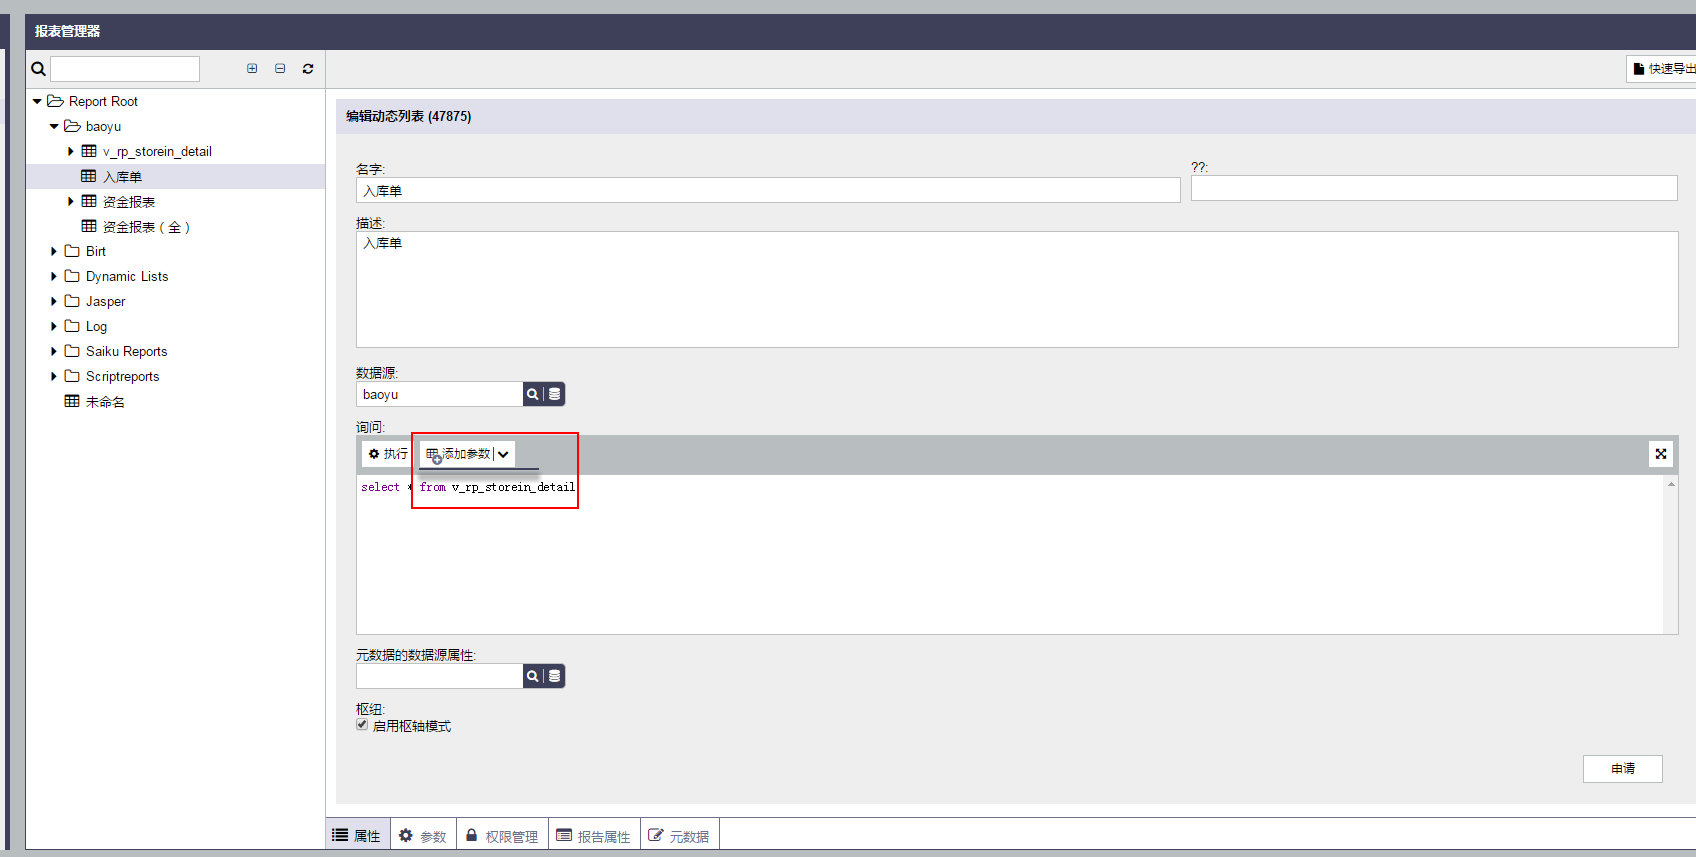 报表管理器
快速导出
Report Root
baoyu
v_rp_storein_detail
入库单
资金报表
资金报表（全）
Birt
Dynamic Lists
Jasper
Log
Saiku Reports
Scriptreports
未命名
编辑动态列表 (47875)
名字:
??:
入库单
描述:
入库单
数据源:
baoyu
询问:
执行 添加参数
select * from v_rp_storein_detail
元数据的数据源属性:
枢纽:
启用枢轴模式
申请
属性 参数 权限管理 报告属性 元数据